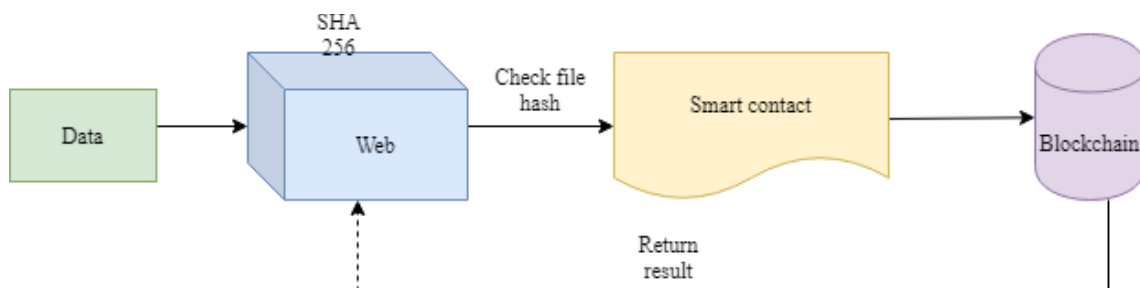 SHA
256
Data
Web
Check file
hash
Smart contact
Blockchain
Return
result